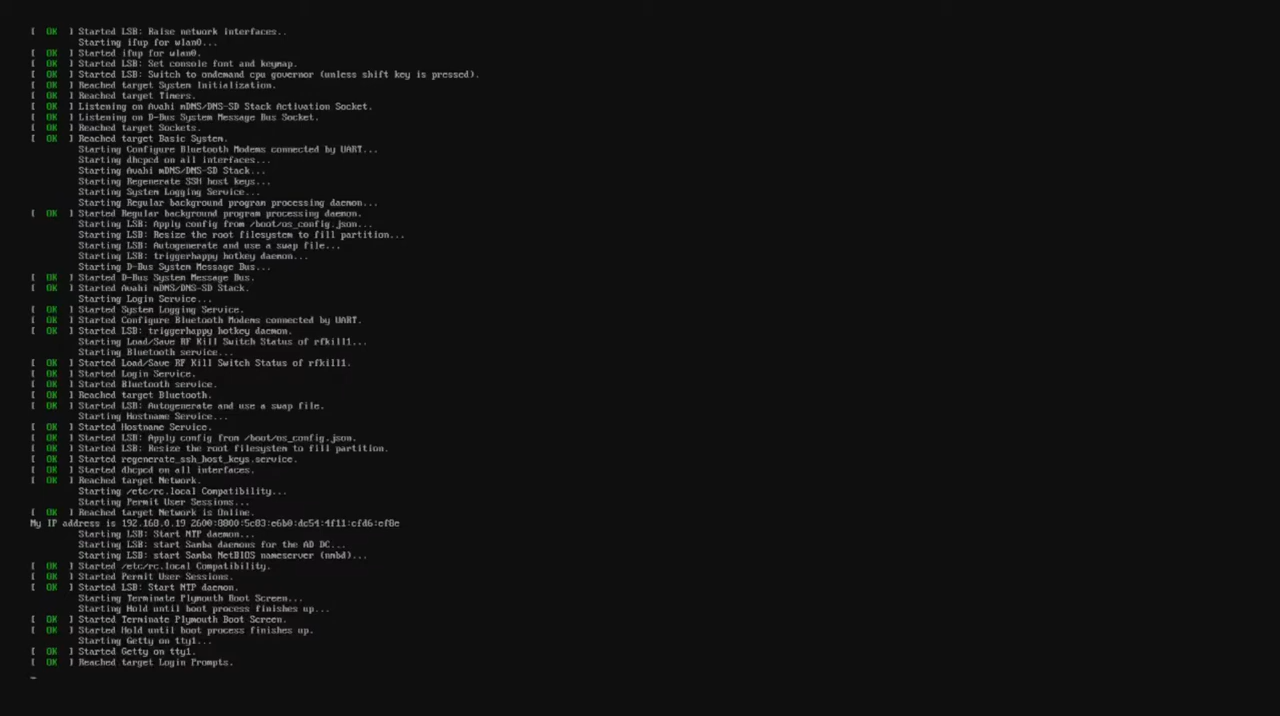 [  OK  ] Started LSB: Raise network interfaces..
Starting ifup for wlan0...
[  OK  ] Started ifup for wlan0.
[  OK  ] Started LSB: Set console font and keymap.
[  OK  ] Started LSB: Switch to ondemand cpu governor (unless shift key is pressed).
[  OK  ] Reached target System Initialization.
[  OK  ] Reached target Timers.
[  OK  ] Listening on Avahi mDNS/DNS-SD Stack Activation Socket.
[  OK  ] Listening on D-Bus System Message Bus Socket.
[  OK  ] Reached target Sockets.
[  OK  ] Reached target Basic System.
Starting Configure Bluetooth Modems connected by UART...
Starting dhcpcd on all interfaces...
Starting Avahi mDNS/DNS-SD Stack...
Starting Regenerate SSH host keys...
Starting System Logging Service...
Starting Regular background program processing daemon...
[  OK  ] Started Regular background program processing daemon.
Starting LSB: Apply config from /boot/os_config.json...
Starting LSB: Resize the root filesystem to fill partition...
Starting LSB: Autogenerate and use a swap file...
Starting LSB: triggerhappy hotkey daemon...
Starting D-Bus System Message Bus...
[  OK  ] Started D-Bus System Message Bus.
[  OK  ] Started Avahi mDNS/DNS-SD Stack.
Starting Login Service...
[  OK  ] Started System Logging Service.
[  OK  ] Started Configure Bluetooth Modems connected by UART.
[  OK  ] Started LSB: triggerhappy hotkey daemon.
Starting Load/Save RF Kill Switch Status of rfkill1...
Starting Bluetooth service...
[  OK  ] Started Load/Save RF Kill Switch Status of rfkill1.
[  OK  ] Started Login Service.
[  OK  ] Started Bluetooth service.
[  OK  ] Reached target Bluetooth.
[  OK  ] Started LSB: Autogenerate and use a swap file.
Starting Hostname Service...
[  OK  ] Started Hostname Service.
[  OK  ] Started LSB: Apply config from /boot/os_config.json.
[  OK  ] Started LSB: Resize the root filesystem to fill partition.
[  OK  ] Started regenerate_ssh_host_keys.service.
[  OK  ] Started dhcpcd on all interfaces.
[  OK  ] Reached target Network.
Starting /etc/rc.local Compatibility...
Starting Permit User Sessions...
[  OK  ] Reached target Network is Online.
My IP address is 192.168.0.19 2600:8800:5c83:e6b0:dc54:4f11:cfd6:ef8e
Starting LSB: Start NTP daemon...
Starting LSB: start Samba daemons for the AD DC...
Starting LSB: start Samba NetBIOS nameserver (nmbd)...
[  OK  ] Started /etc/rc.local Compatibility.
[  OK  ] Started Permit User Sessions.
[  OK  ] Started LSB: Start NTP daemon.
Starting Terminate Plymouth Boot Screen...
Starting Hold until boot process finishes up...
[  OK  ] Started Terminate Plymouth Boot Screen.
[  OK  ] Started Hold until boot process finishes up.
Starting Getty on tty1...
[  OK  ] Started Getty on tty1.
[  OK  ] Reached target Login Prompts.